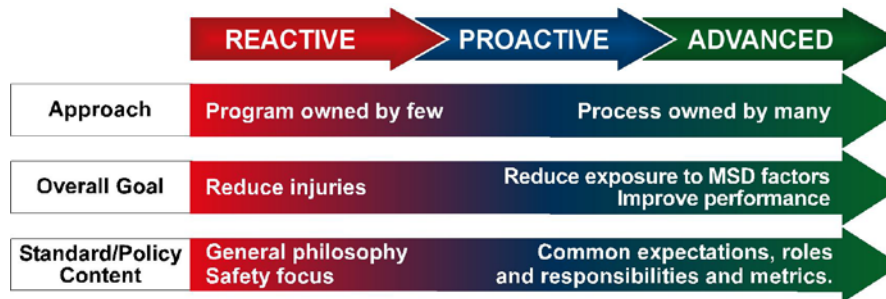 REACTIVE PROACTIVE ADVANCED
Approach Program owned by few Process owned by many
Overall Goal Reduce injuries Reduce exposure to MSD factors
Improve performance
Standard/Policy
Content
General philosophy
Safety focus
Common expectations, roles
and responsibilities and metrics.